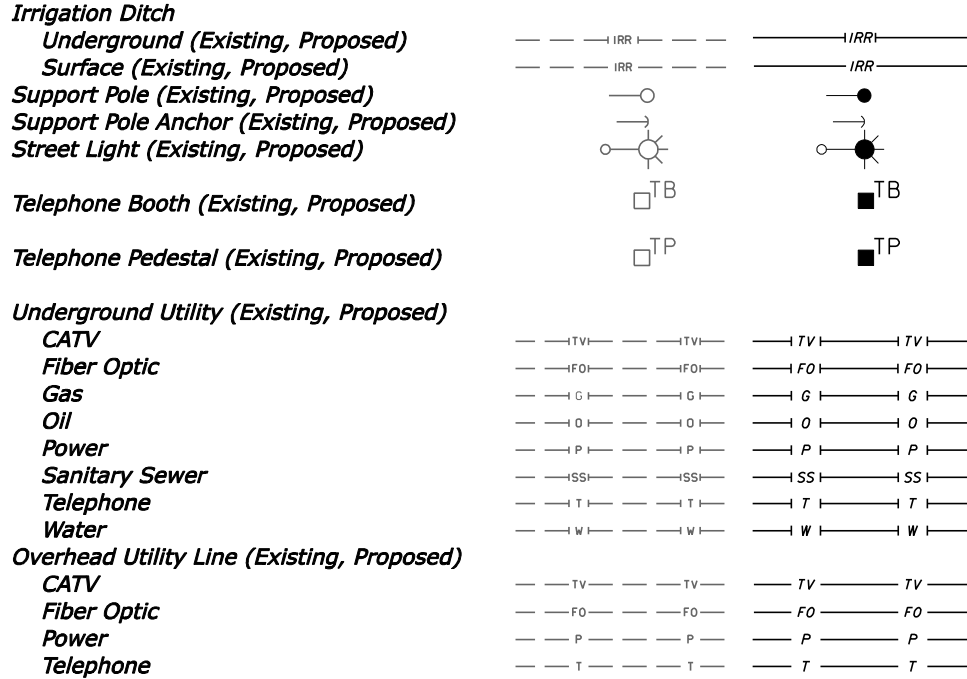 Irrigation Ditch
Underground (Existing, Proposed) IRR IRR
Surface (Existing, Proposed) IRR IRR
Support Pole (Existing, Proposed)
Support Pole Anchor (Existing, Proposed)
Street Light (Existing, Proposed)
Telephone Booth (Existing, Proposed) TB TB
Telephone Pedestal (Existing, Proposed) TP TP
Underground Utility (Existing, Proposed)
CATV TV TV TV TV
Fiber Optic FO FO FO FO
Gas G G G G
Oil O O O O
Power P P P P
Sanitary Sewer SS SS SS SS
Telephone T T T T
Water W W W W
Overhead Utility Line (Existing, Proposed)
CATV TV TV TV TV
Fiber Optic FO FO FO FO
Power P P P P
Telephone T T T T